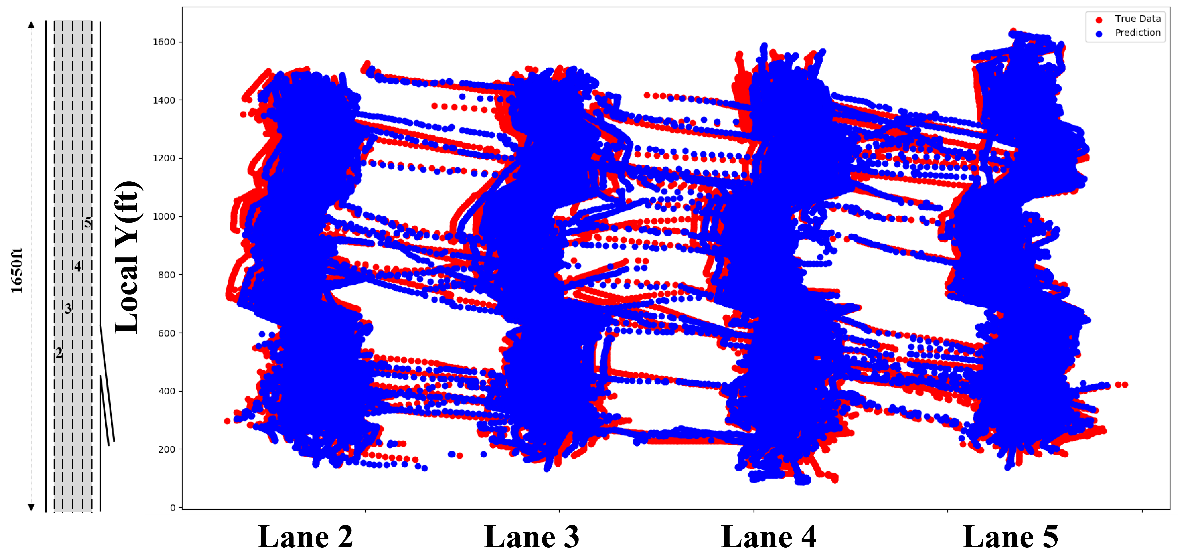 1650ft
5
4
3
2
Local Y(ft)
1600
1400
1200
1000
800
600
400
200
0
True Data
Prediction
Lane 2
Lane 3
Lane 4
Lane 5